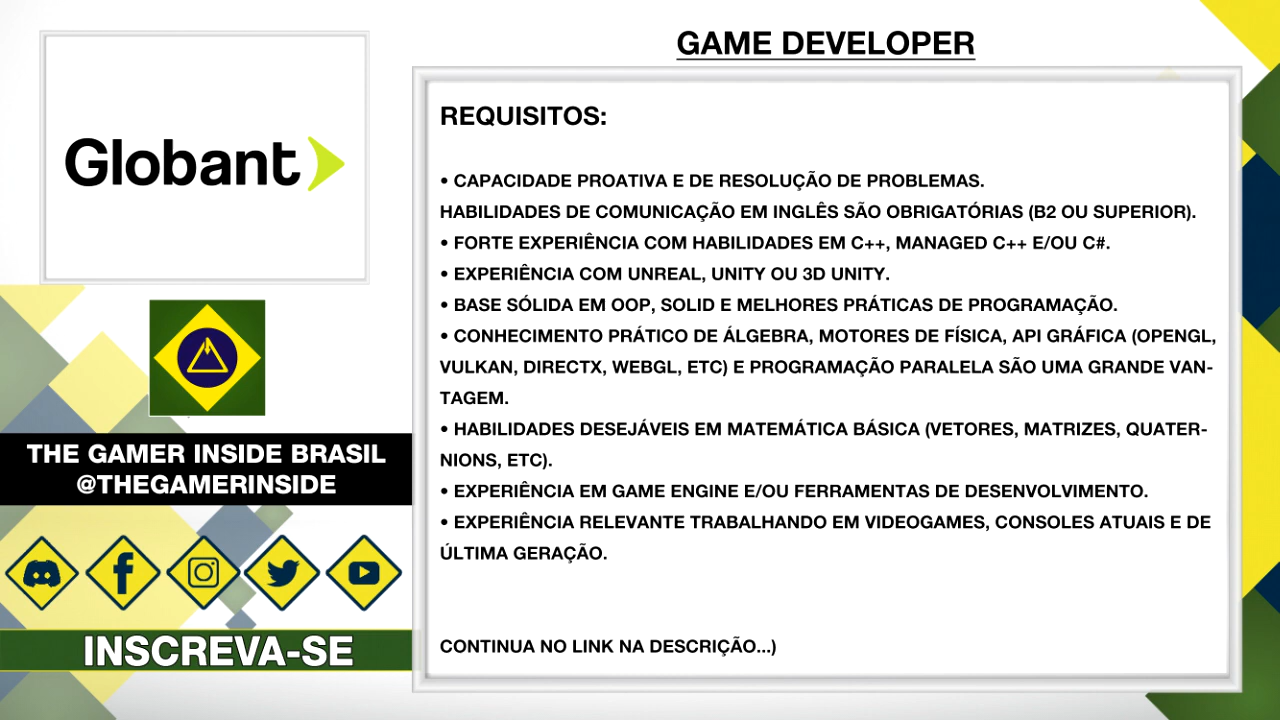 GAME DEVELOPER
Globant
REQUISITOS:
• CAPACIDADE PROATIVA E DE RESOLUÇÃO DE PROBLEMAS.
HABILIDADES DE COMUNICAÇÃO EM INGLÊS SÃO OBRIGATÓRIAS (B2 OU SUPERIOR).
• FORTE EXPERIÊNCIA COM HABILIDADES EM C++, MANAGED C++ E/OU C#.
• EXPERIÊNCIA COM UNREAL, UNITY OU 3D UNITY.
• BASE SÓLIDA EM OOP, SOLID E MELHORES PRÁTICAS DE PROGRAMAÇÃO.
• CONHECIMENTO PRÁTICO DE ÁLGEBRA, MOTORES DE FÍSICA, API GRÁFICA (OPENGL,
VULKAN, DIRECTX, WEBGL, ETC) E PROGRAMAÇÃO PARALELA SÃO UMA GRANDE VAN-
TAGEM.
• HABILIDADES DESEJÁVEIS EM MATEMÁTICA BÁSICA (VETORES, MATRIZES, QUATER-
NIONS, ETC).
• EXPERIÊNCIA EM GAME ENGINE E/OU FERRAMENTAS DE DESENVOLVIMENTO.
• EXPERIÊNCIA RELEVANTE TRABALHANDO EM VIDEOGAMES, CONSOLES ATUAIS E DE
ÚLTIMA GERAÇÃO.
CONTINUA NO LINK NA DESCRIÇÃO...)
THE GAMER INSIDE BRASIL
@THEGAMERINSIDE
INSCREVA-SE